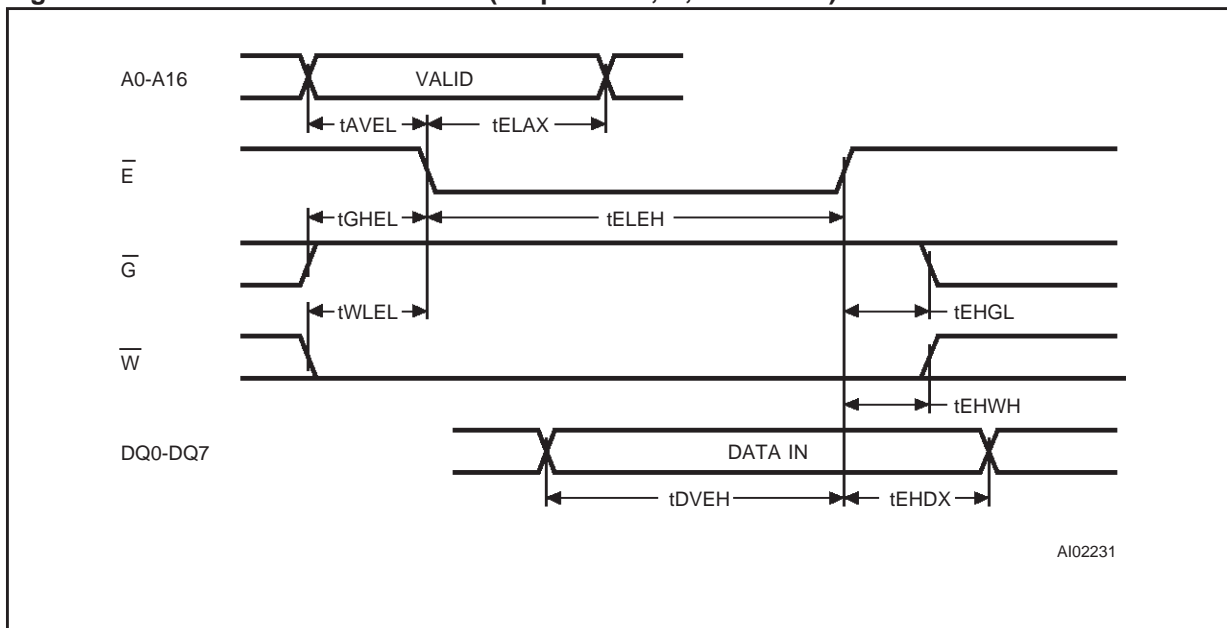 A0-A16
VALID
tAVEL
tELAX
E
tGHEL
tELEH
G
tWLEL
tEHGL
W
tEHWH
DQ0-DQ7
DATA IN
tDVEH
tEHDX
AI02231